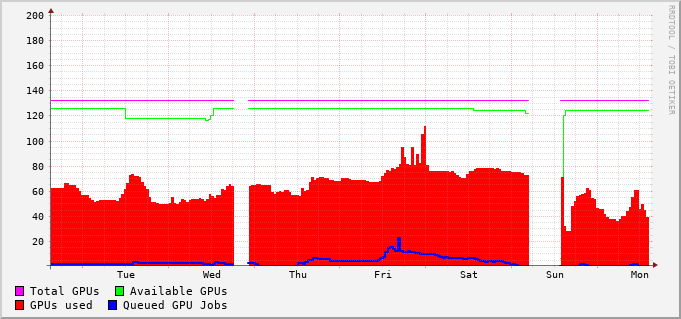 200
180
160
140
120
100
80
60
40
20
Tue Wed Thu Fri Sat Sun Mon
Total GPUs Available GPUs
GPUs used Queued GPU Jobs
RRDTOOL / TOBI OETIKER